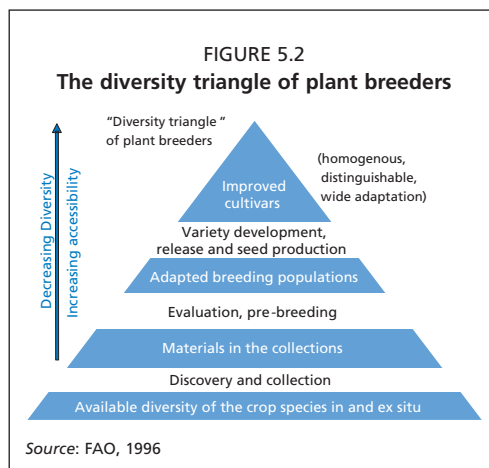 FIGURE 5.2
The diversity triangle of plant breeders
"Diversity triangle"
of plant breeders
(homogenous,
distinguishable,
wide adaptation)
Decreasing Diversity
Increasing accessibility
Improved
cultivars
Variety development,
release and seed production
Adapted breeding populations
Evaluation, pre-breeding
Materials in the collections
Discovery and collection
Available diversity of the crop species in and ex situ
Source: FAO, 1996